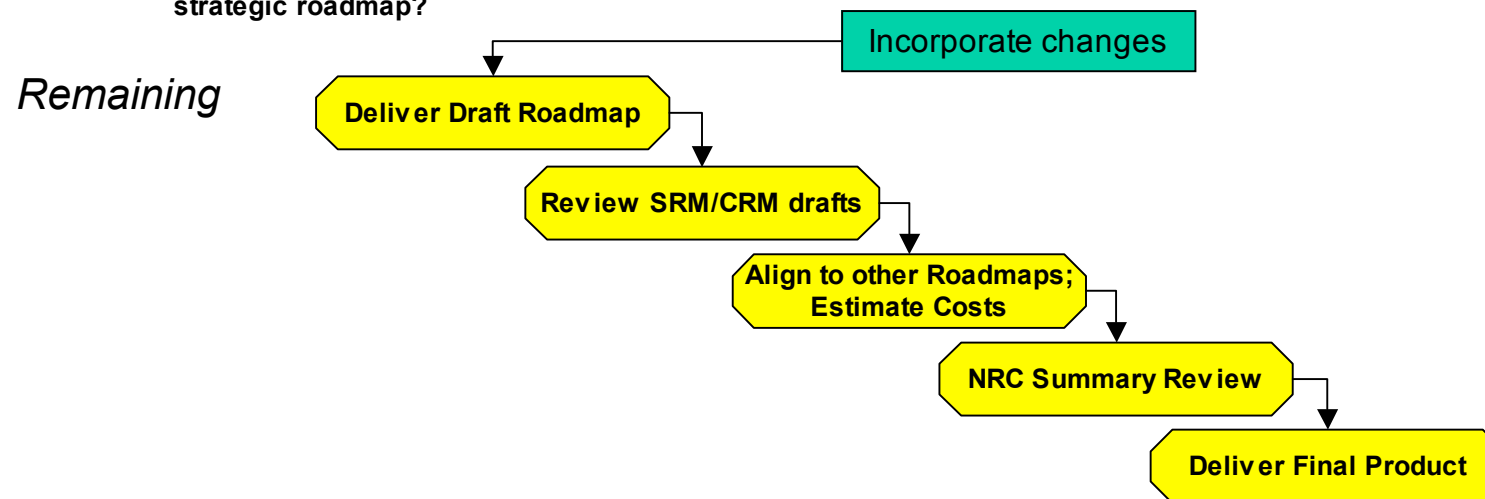 strategic roadmap?
Incorporate changes
Remaining
Deliver Draft Roadmap
Review SRM/CRM drafts
Align to other Roadmaps;
Estimate Costs
NRC Summary Review
Deliver Final Product